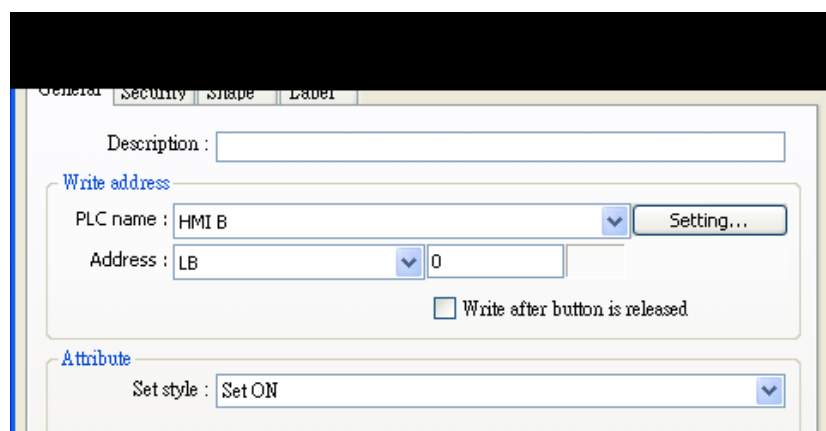 General Security Shape Label
Description :
Write address
PLC name : HMI B Setting...
Address : LB 0
Write after button is released
Attribute
Set style : Set ON